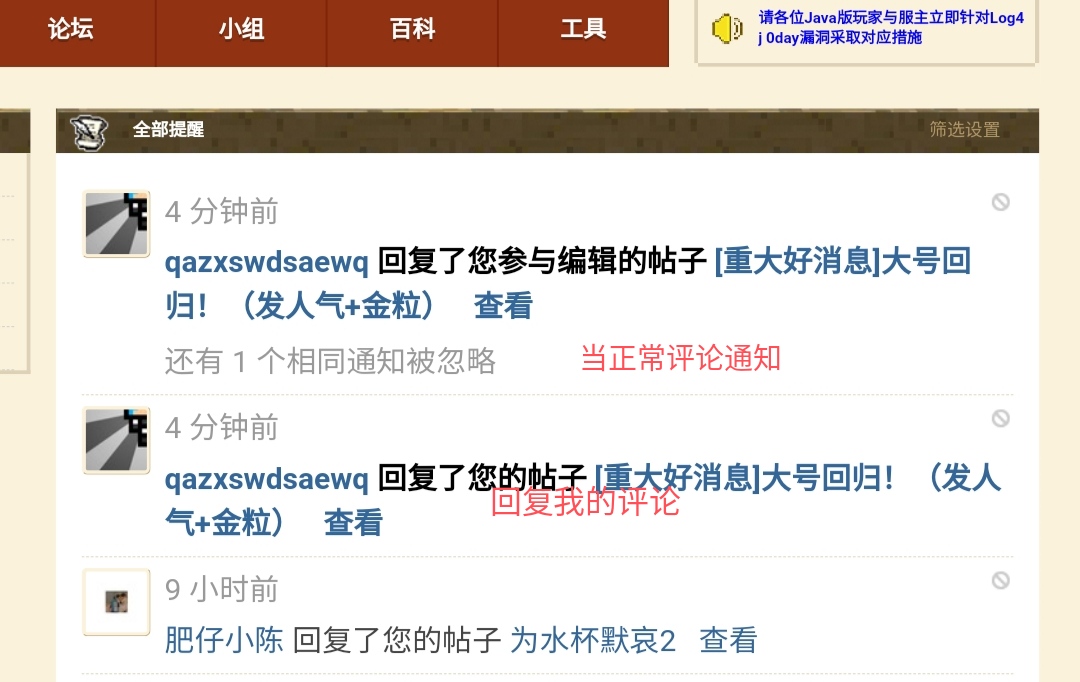 论坛 小组 百科 工具
请各位Java版玩家与服主立即针对Log4
j 0day漏洞采取对应措施
全部提醒 筛选设置
4 分钟前
qazxswdsaewq 回复了您参与编辑的帖子 [重大好消息]大号回
归！（发人气+金粒） 查看
还有 1 个相同通知被忽略 当正常评论通知
4 分钟前
qazxswdsaewq 回复了您的帖子 [重大好消息]大号回归！（发人
回复我的评论
气+金粒） 查看
9 小时前
肥仔小陈 回复了您的帖子 为水杯默哀2 查看